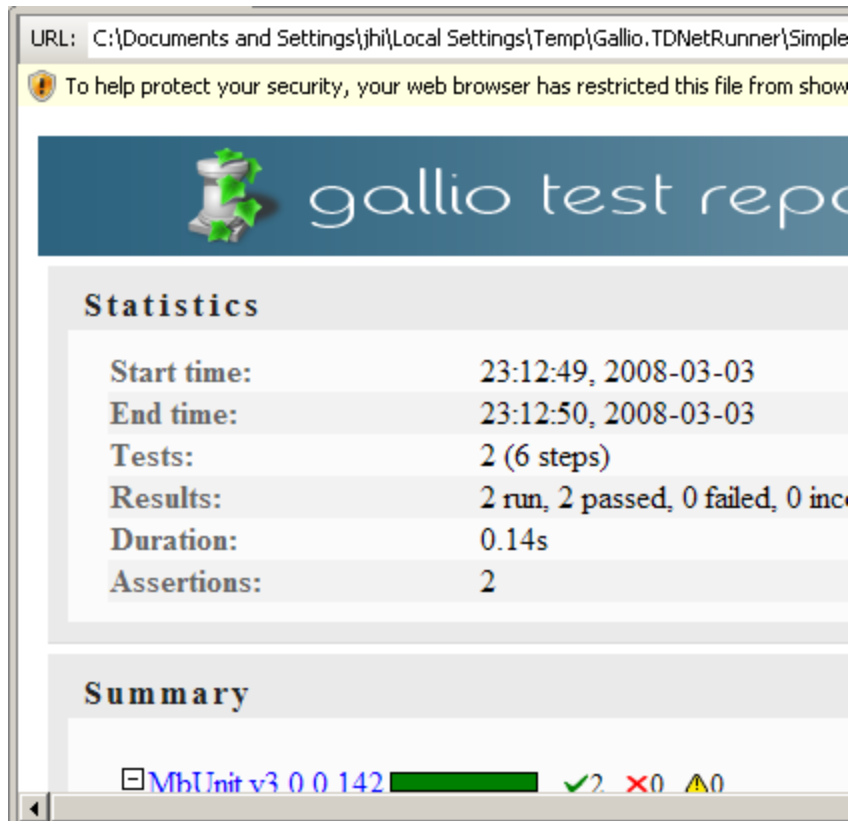 URL: C:\Documents and Settings\jhi\Local Settings\Temp\Gallio.TDNetRunner\Simple
To help protect your security, your web browser has restricted this file from show
gallio test repo
Statistics
Start time: 23:12:49, 2008-03-03
End time: 23:12:50, 2008-03-03
Tests: 2 (6 steps)
Results: 2 run, 2 passed, 0 failed, 0 inco
Duration: 0.14s
Assertions: 2
Summary
MbUnit v3.0.0.142 2 0 0